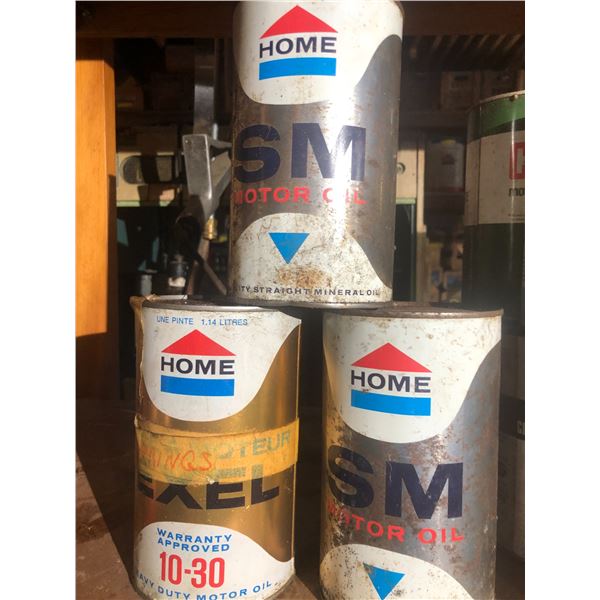 HOME
SM
MOTOR OIL
STRAIGHT MINERAL OIL
UNE PINTE 1.14 LITRES
HOME
EXEL
WARRANTY
APPROVED
10-30
DUTY MOTOR OIL
HOME
SM
MOTOR OIL